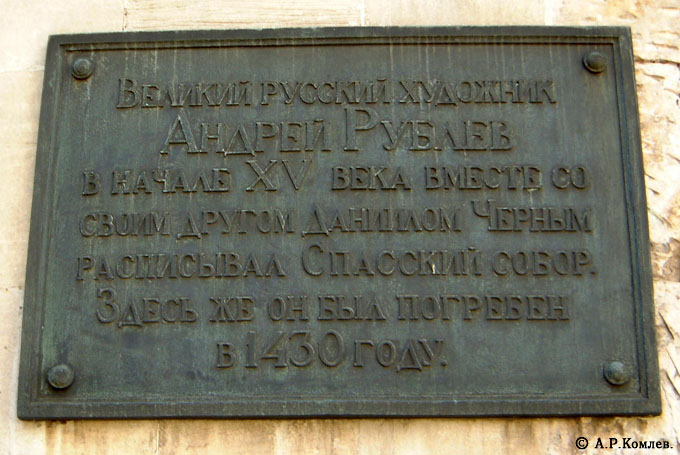 Великий русский художник
Андрей Рублев
в начале XV века вместе со
своим другом Даниилом Черным
расписывал Спасский собор.
Здесь же он был погребен
в 1430 году.
© А.Р.Комлев.